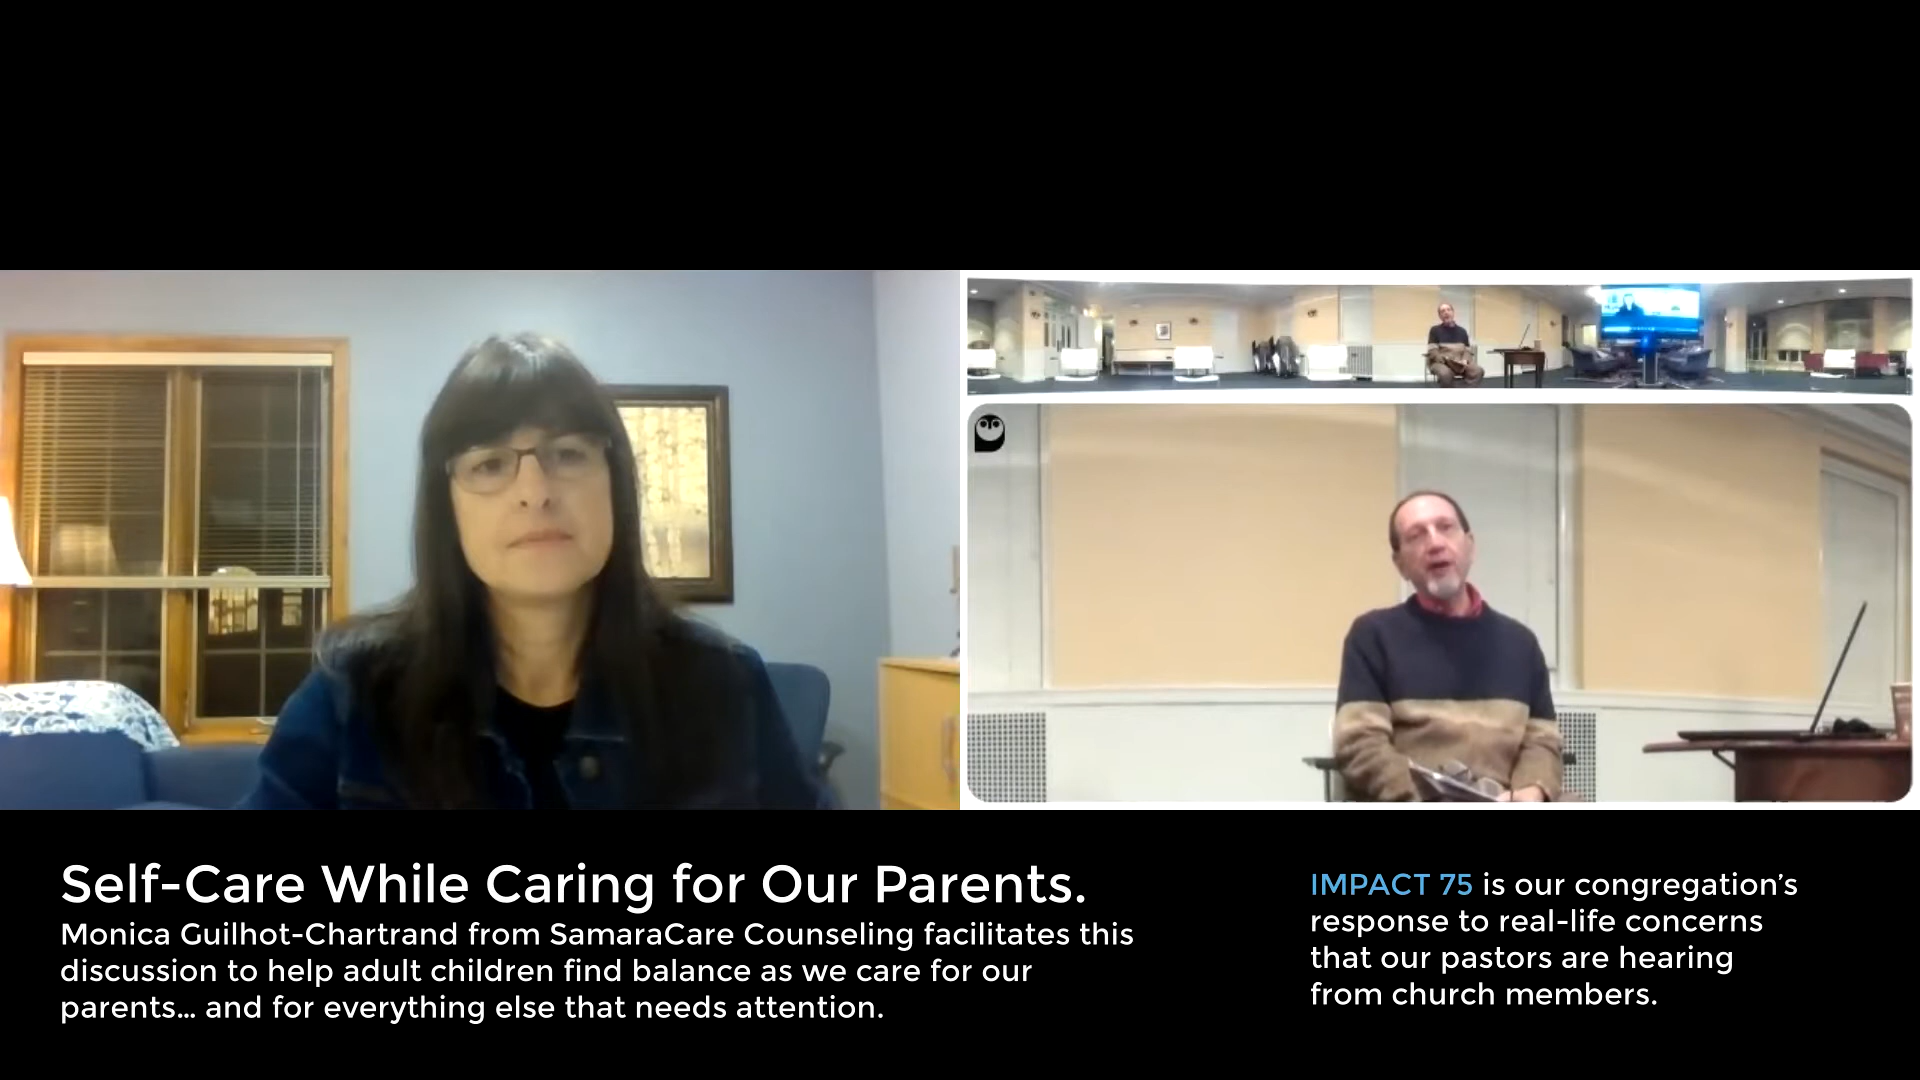 Self-Care While Caring for Our Parents.
Monica Guilhot-Chartrand from SamaraCare Counseling facilitates this
discussion to help adult children find balance as we care for our
parents... and for everything else that needs attention.
IMPACT 75 is our congregation’s
response to real-life concerns
that our pastors are hearing
from church members.